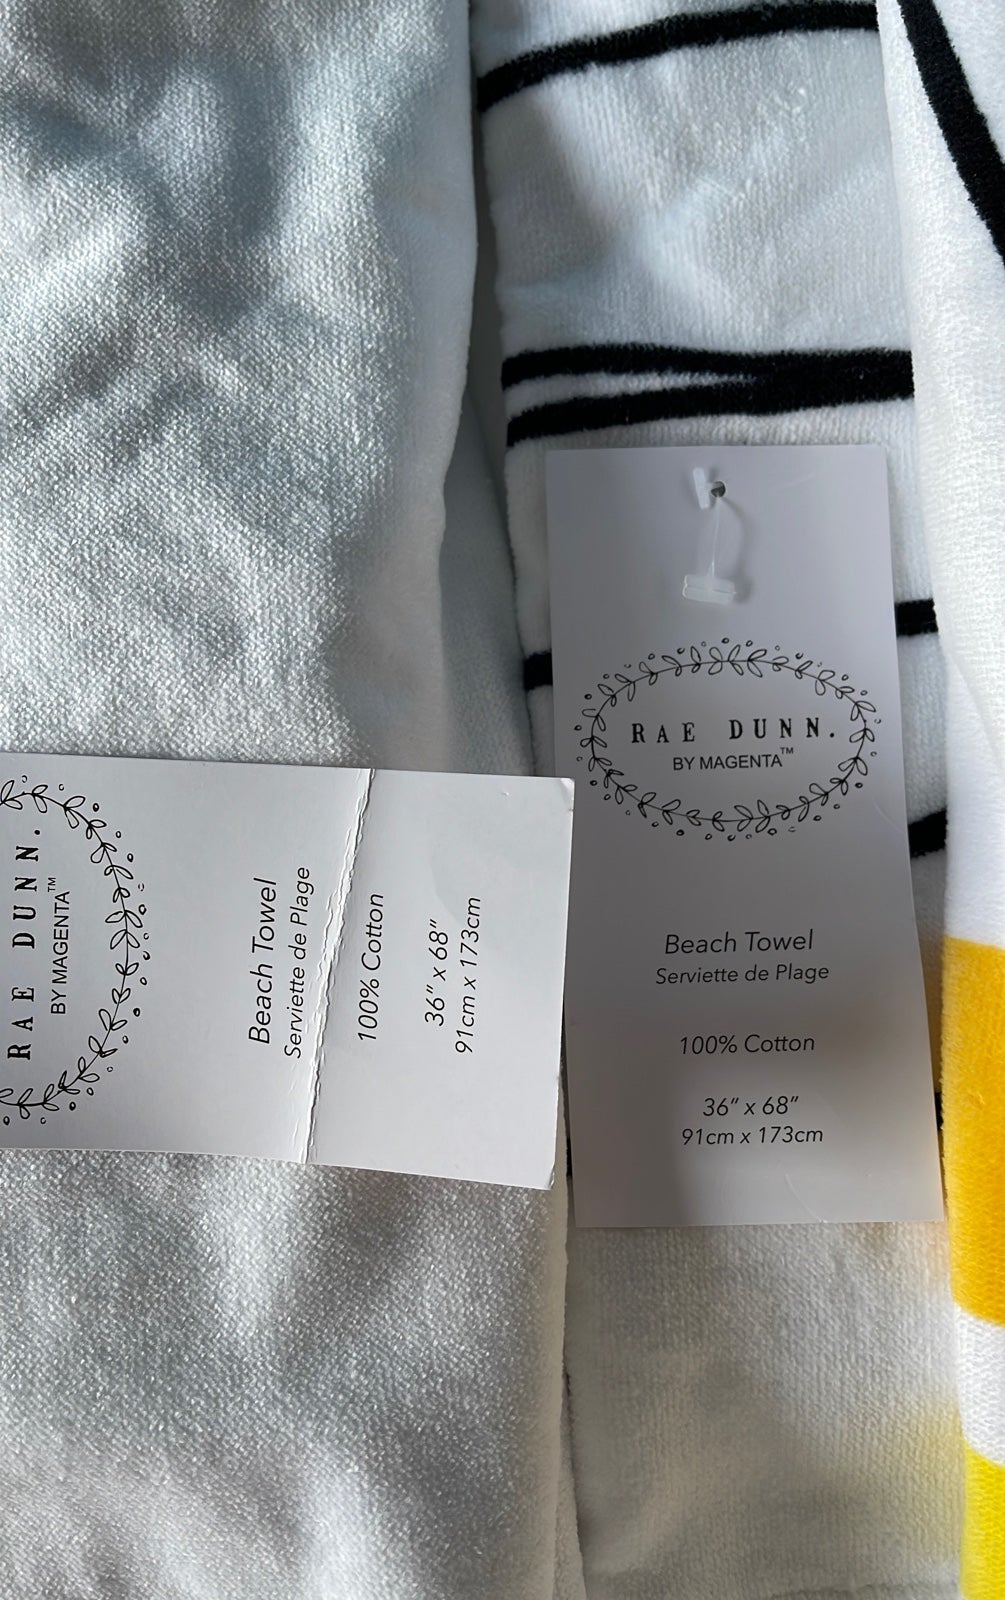 RAE DUNN.
BY MAGENTA™
Beach Towel
Serviette de Plage
100% Cotton
36" x 68"
91cm x 173cm
RAE DUNN.
BY MAGENTA™
Beach Towel
Serviette de Plage
100% Cotton
36" x 68"
91cm x 173cm